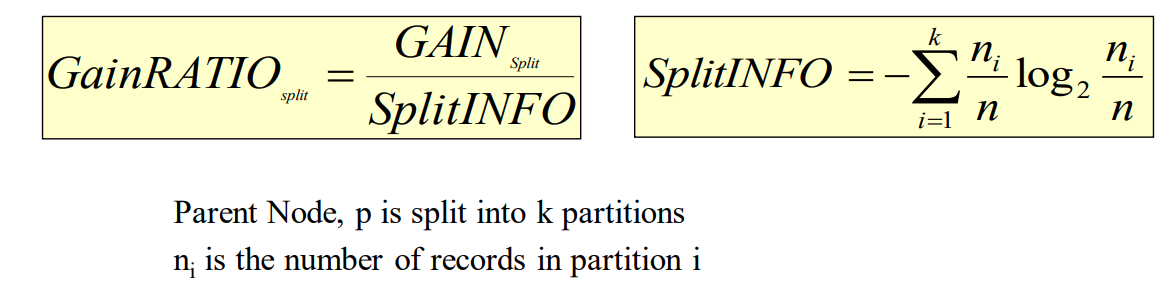 GainRATIO_split = GAIN_Split / SplitINFO
SplitINFO = −∑_{i=1}^{k} n_i/n log_2 n_i/n
Parent Node, p is split into k partitions
n_i is the number of records in partition i